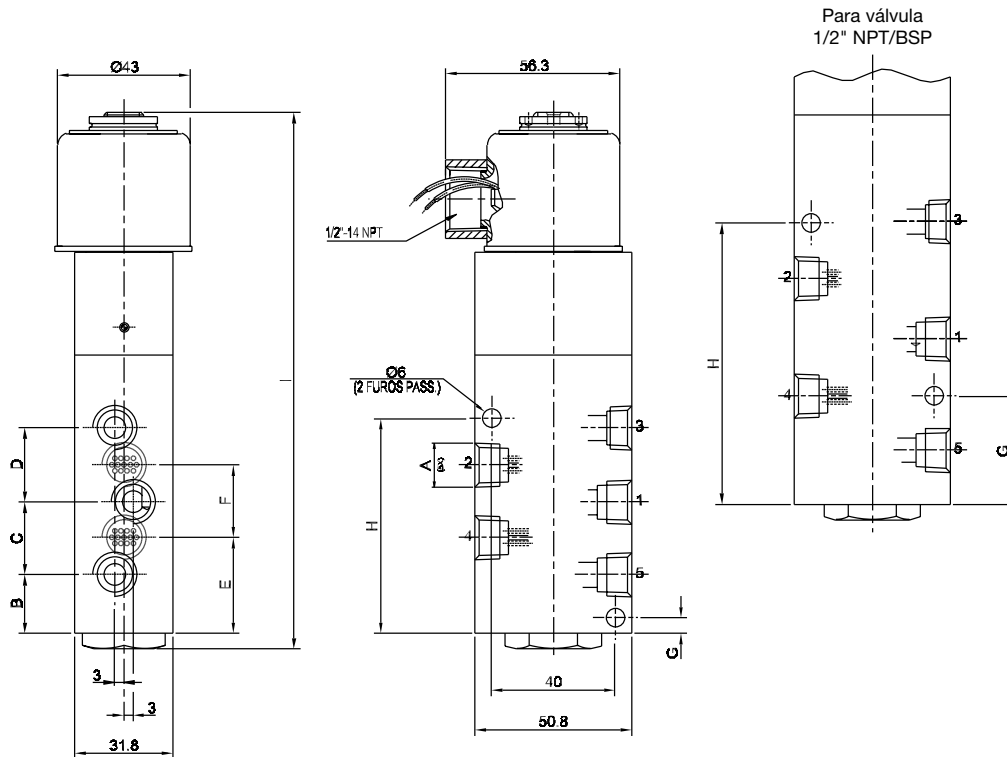 Para válvula
1/2" NPT/BSP
Ø43
56.3
1/2"-14 NPT
Ø6
(2 FUROS PASS.)
3
2
1
4
5
H
G
D
C
B
F
E
I
3
3
31.8
A
2
4
3
1
5
H
G
40
50.8